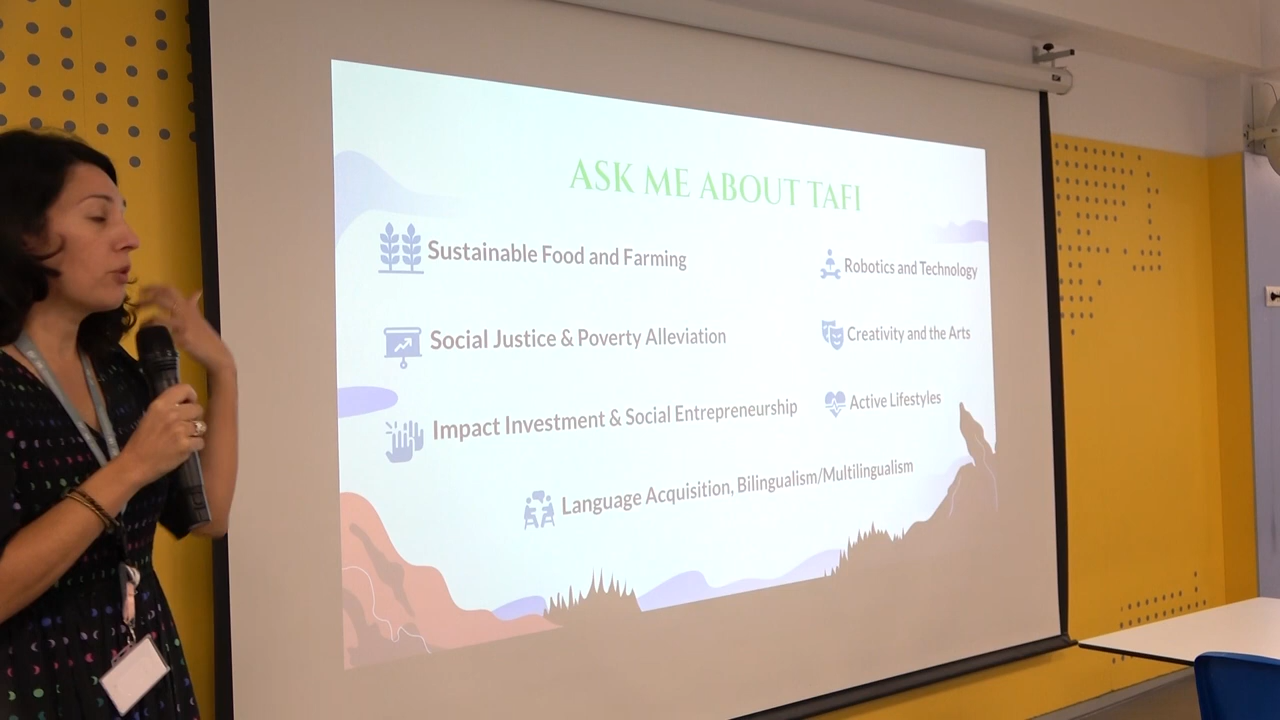 ASK ME ABOUT TAFI
Sustainable Food and Farming
Robotics and Technology
Social Justice & Poverty Alleviation
Creativity and the Arts
Impact Investment & Social Entrepreneurship
Active Lifestyles
Language Acquisition, Bilingualism/Multilingualism